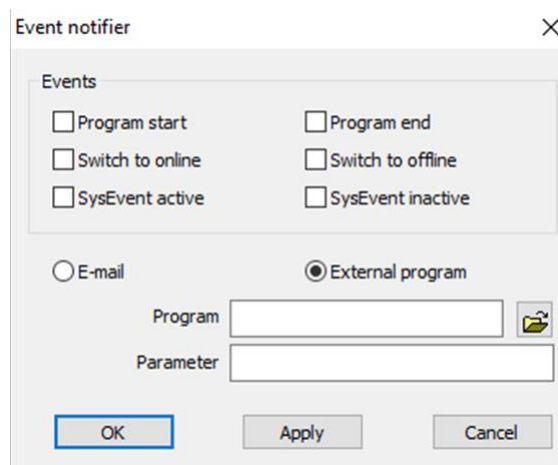 Event notifier
Events
Program start Program end
Switch to online Switch to offline
SysEvent active SysEvent inactive
E-mail External program
Program
Parameter
OK Apply Cancel